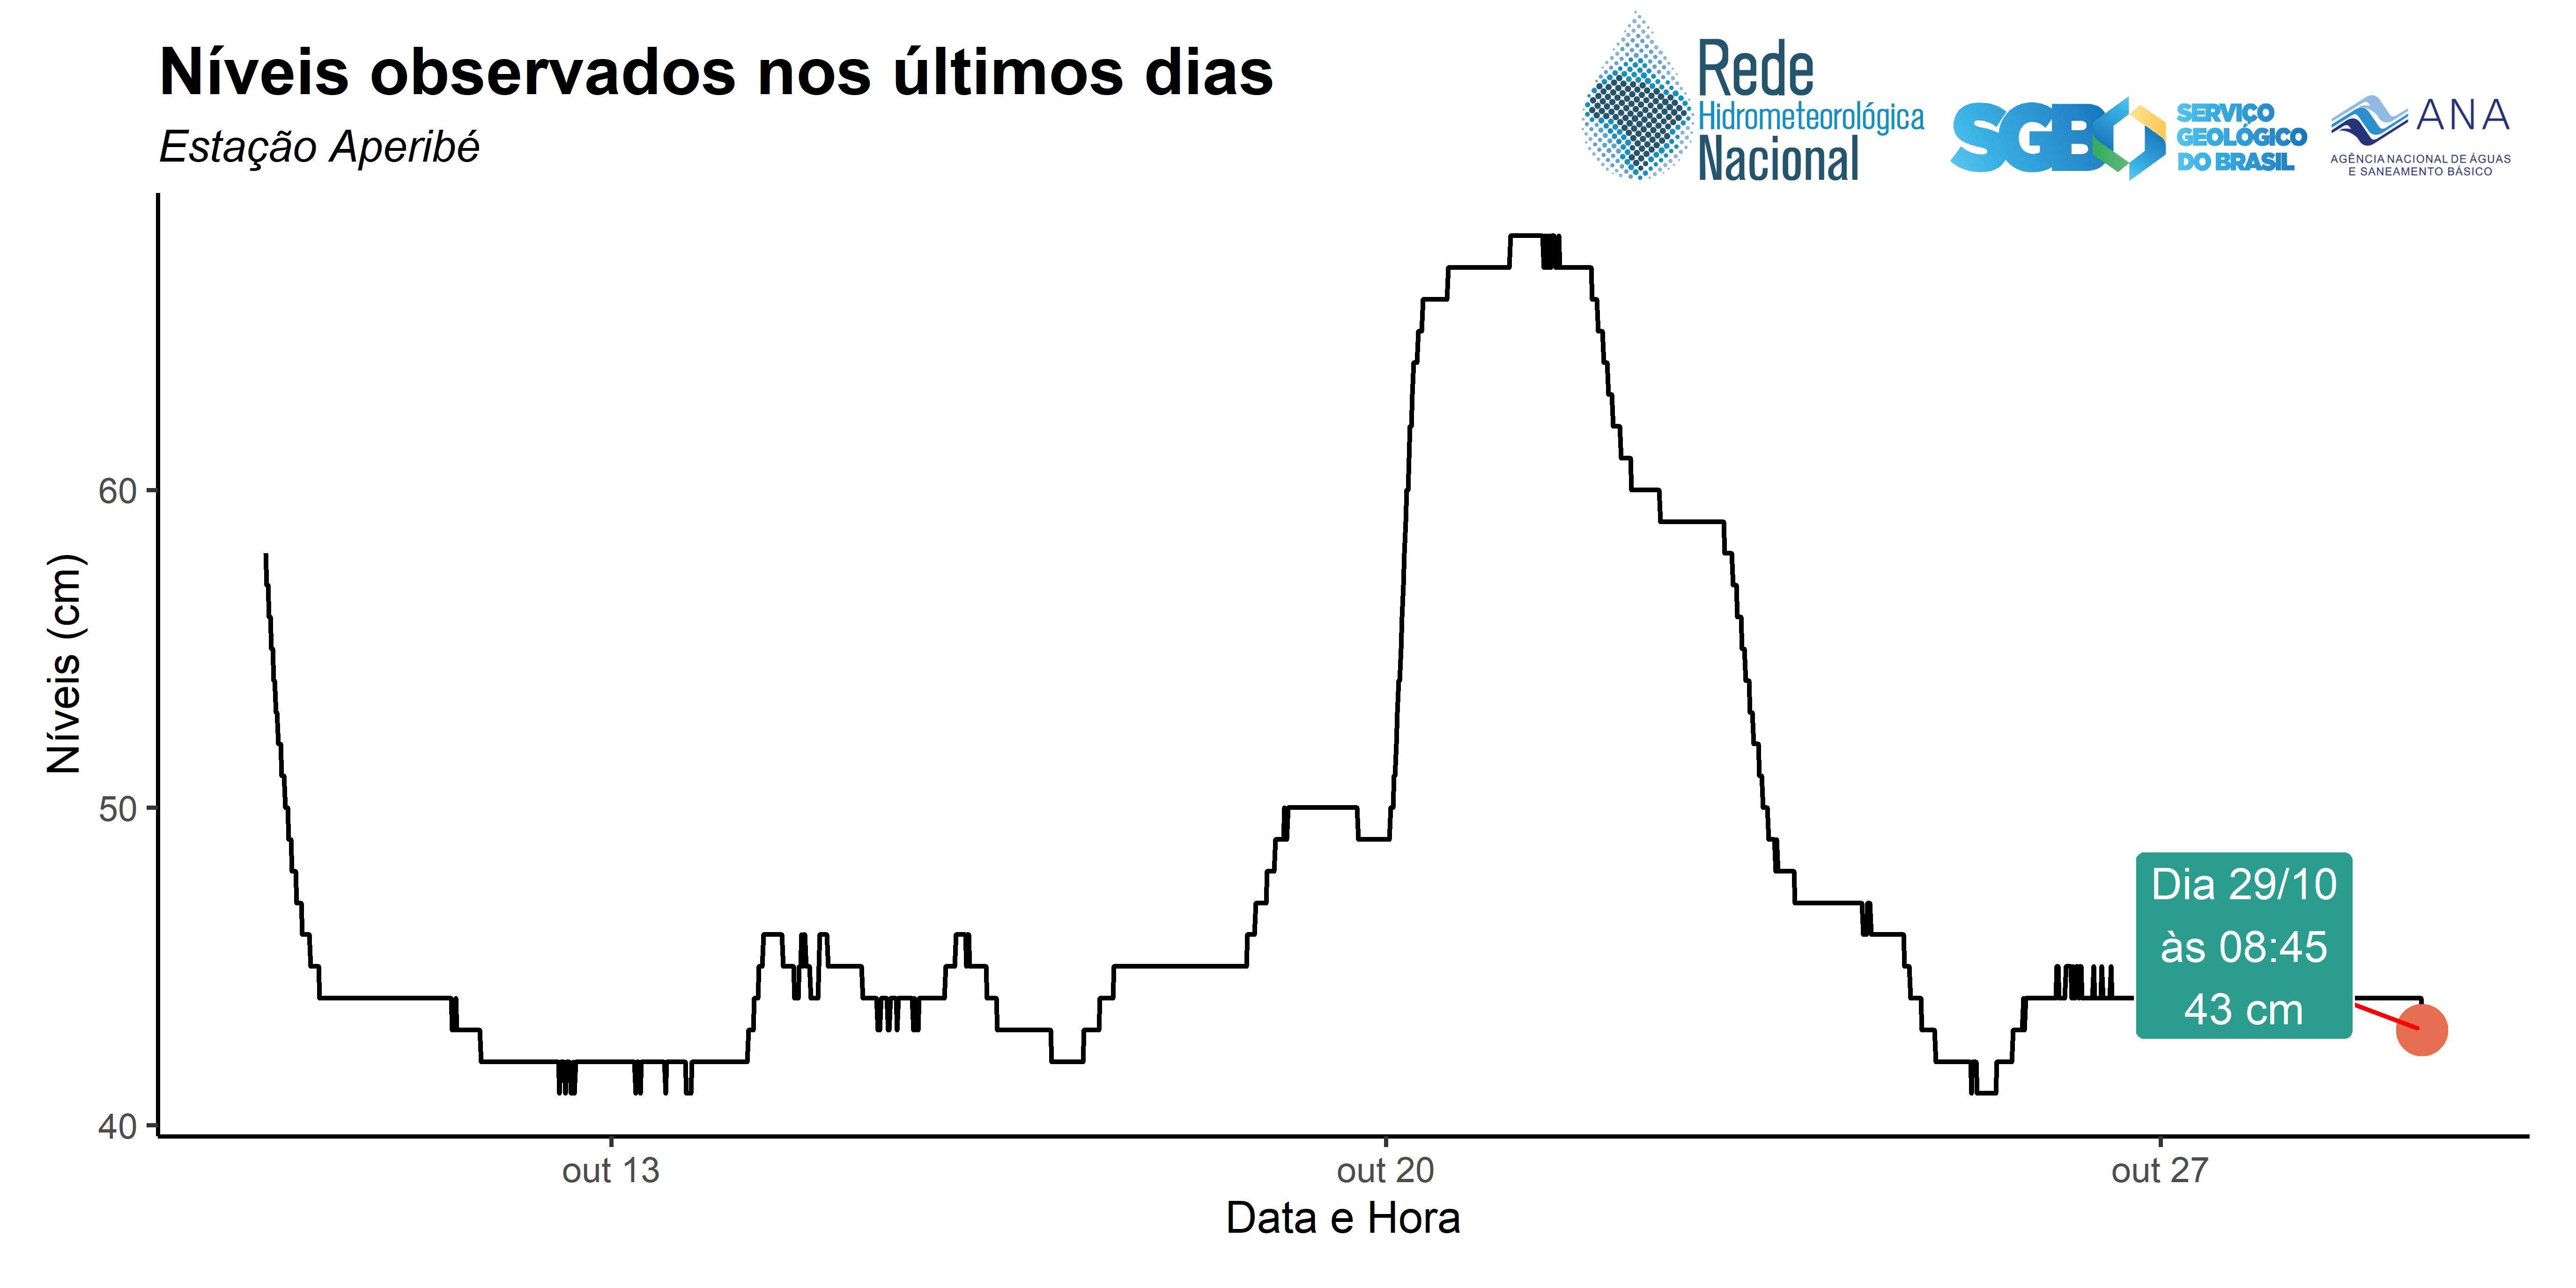 Níveis observados nos últimos dias
Estação Aperibé
Rede
Hidrometeorológica
Nacional
SGB
SERVIÇO
GEOLÓGICO
DO BRASIL
ANA
AGÊNCIA NACIONAL DE ÁGUAS
E SANEAMENTO BÁSICO
Níveis (cm)
60
50
40
Dia 29/10
às 08:45
43 cm
out 13
out 20
out 27
Data e Hora